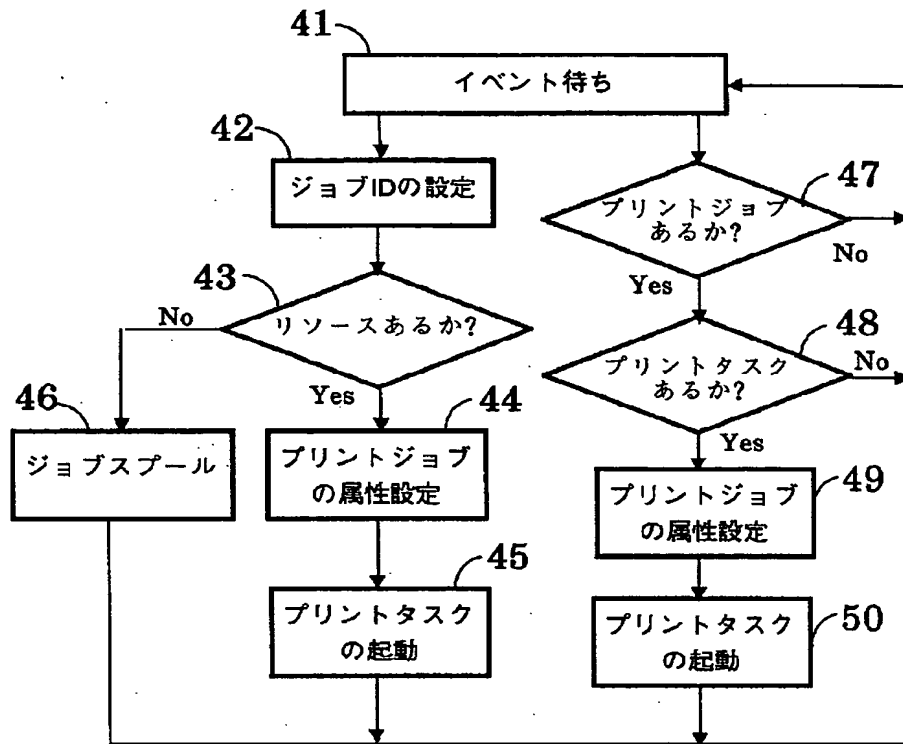 41
イベント待ち
42
ジョブIDの設定
47
プリントジョブ
あるか?
No
Yes
43
リソースあるか?
No
Yes
48
プリントタスク
あるか?
No
Yes
46
ジョブスプール
44
プリントジョブ
の属性設定
49
プリントジョブ
の属性設定
45
プリントタスク
の起動
50
プリントタスク
の起動